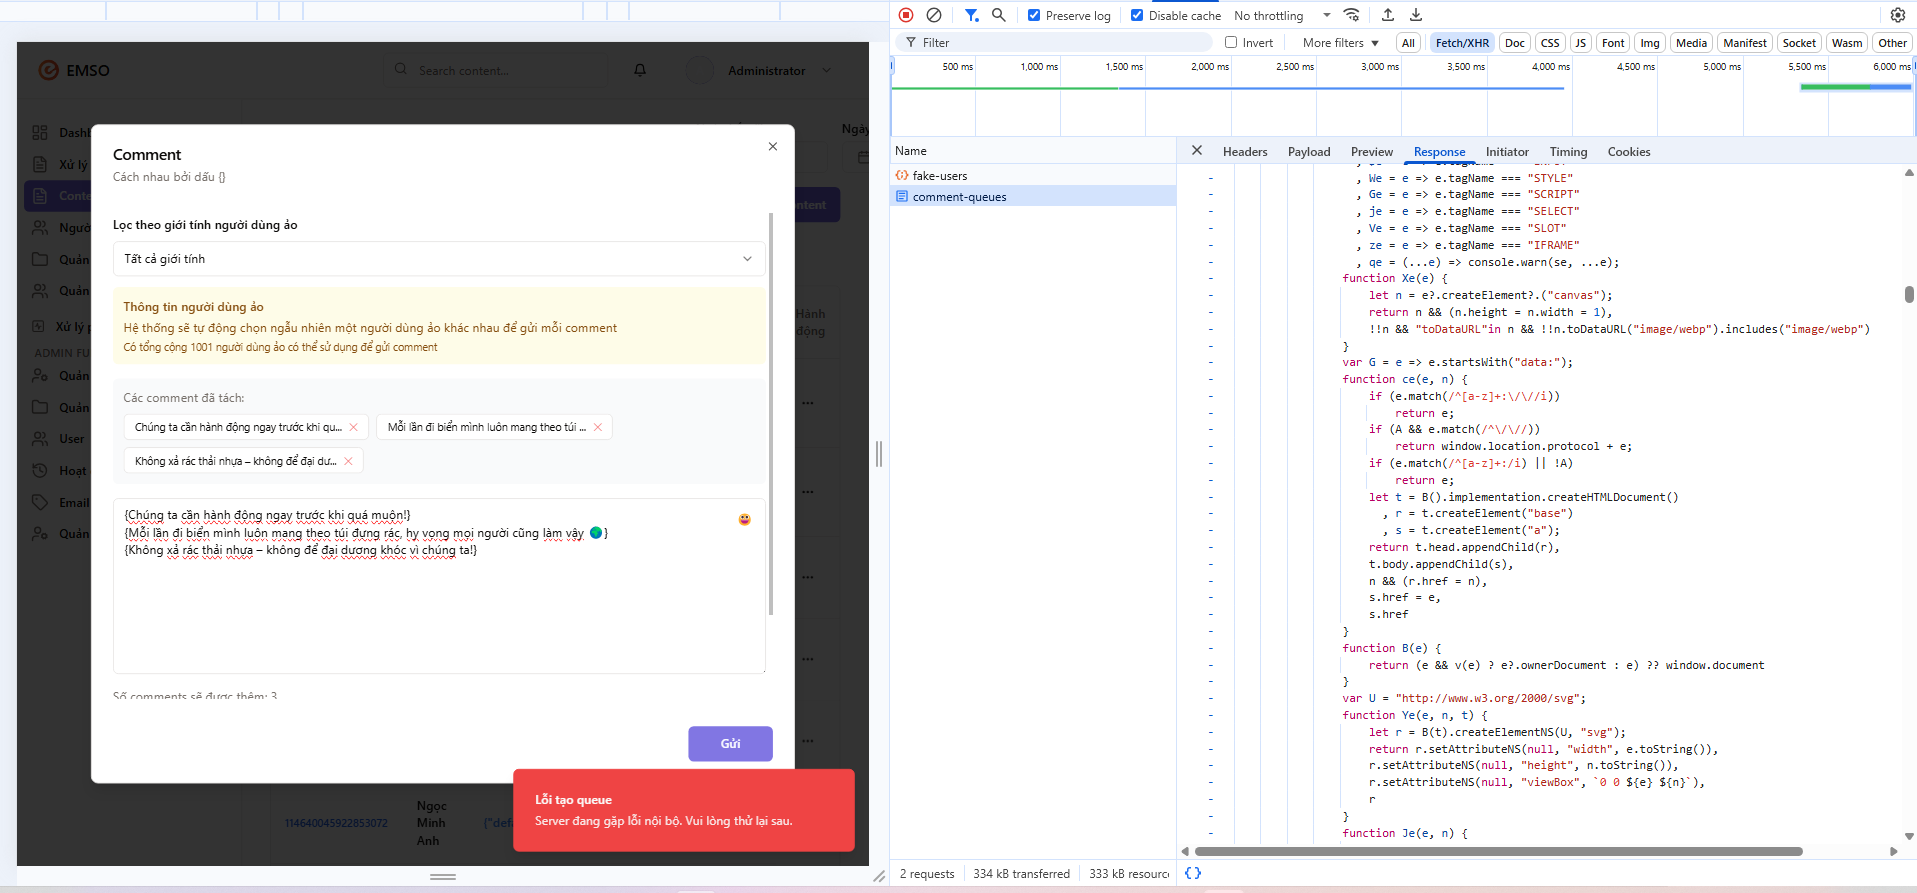 EMSO
Search content...
Administrator
Dashb
Xử lý
Conte
Người
Quản
Quản
Xử lý p
ADMIN FU
Quản
Quản
User
Hoạt
Email
Quản
Ngày
ontent
Hành
động
Comment
Cách nhau bởi dấu {}
Lọc theo giới tính người dùng ảo
Tất cả giới tính
Thông tin người dùng ảo
Hệ thống sẽ tự động chọn ngẫu nhiên một người dùng ảo khác nhau để gửi mỗi comment
Có tổng cộng 1001 người dùng ảo có thể sử dụng để gửi comment
Các comment đã tách:
Chúng ta cần hành động ngay trước khi qu...
Mỗi lần đi biển mình luôn mang theo túi ...
Không xả rác thải nhựa – không để đại dư...
{Chúng ta cần hành động ngay trước khi quá muộn!}
{Mỗi lần đi biển mình luôn mang theo túi đựng rác, hy vọng mọi người cũng làm vậy 🌍}
{Không xả rác thải nhựa – không để đại dương khóc vì chúng ta!}
Số comments sẽ được thêm: 3
Gửi
Ngọc
Minh
Anh
114640045922853072
{"defa
Lỗi tạo queue
Server đang gặp lỗi nội bộ. Vui lòng thử lại sau.
Preserve log
Disable cache
No throttling
Filter
Invert
More filters
All
Fetch/XHR
Doc
CSS
JS
Font
Img
Media
Manifest
Socket
Wasm
Other
500 ms
1,000 ms
1,500 ms
2,000 ms
2,500 ms
3,000 ms
3,500 ms
4,000 ms
4,500 ms
5,000 ms
5,500 ms
6,000 ms
Name
Headers
Payload
Preview
Response
Initiator
Timing
Cookies
fake-users
comment-queues
, We = e => e.tagName === "STYLE"
, Ge = e => e.tagName === "SCRIPT"
, je = e => e.tagName === "SELECT"
, Ve = e => e.tagName === "SLOT"
, ze = e => e.tagName === "IFRAME"
, qe = (...e) => console.warn(se, ...e);
function Xe(e) {
let n = e?.createElement?.("canvas");
return n && (n.height = n.width = 1),
!!n && "toDataURL"in n && !!n.toDataURL("image/webp").includes("image/webp")
}
var G = e => e.startsWith("data:");
function ce(e, n) {
if (e.match(/^[a-z]+:\/\//i))
return e;
if (A && e.match(/^\/\//))
return window.location.protocol + e;
if (e.match(/^[a-z]+:/i) || !A)
return e;
let t = B().implementation.createHTMLDocument()
, r = t.createElement("base")
, s = t.createElement("a");
return t.head.appendChild(r),
t.body.appendChild(s),
n && (r.href = n),
s.href = e,
s.href
}
function B(e) {
return (e && v(e) ? e?.ownerDocument : e) ?? window.document
}
var U = "http://www.w3.org/2000/svg";
function Ye(e, n, t) {
let r = B(t).createElementNS(U, "svg");
return r.setAttributeNS(null, "width", e.toString()),
r.setAttributeNS(null, "height", n.toString()),
r.setAttributeNS(null, "viewBox", `0 0 ${e} ${n}`),
r
}
function Je(e, n) {
2 requests
334 kB transferred
333 kB resourc
{}